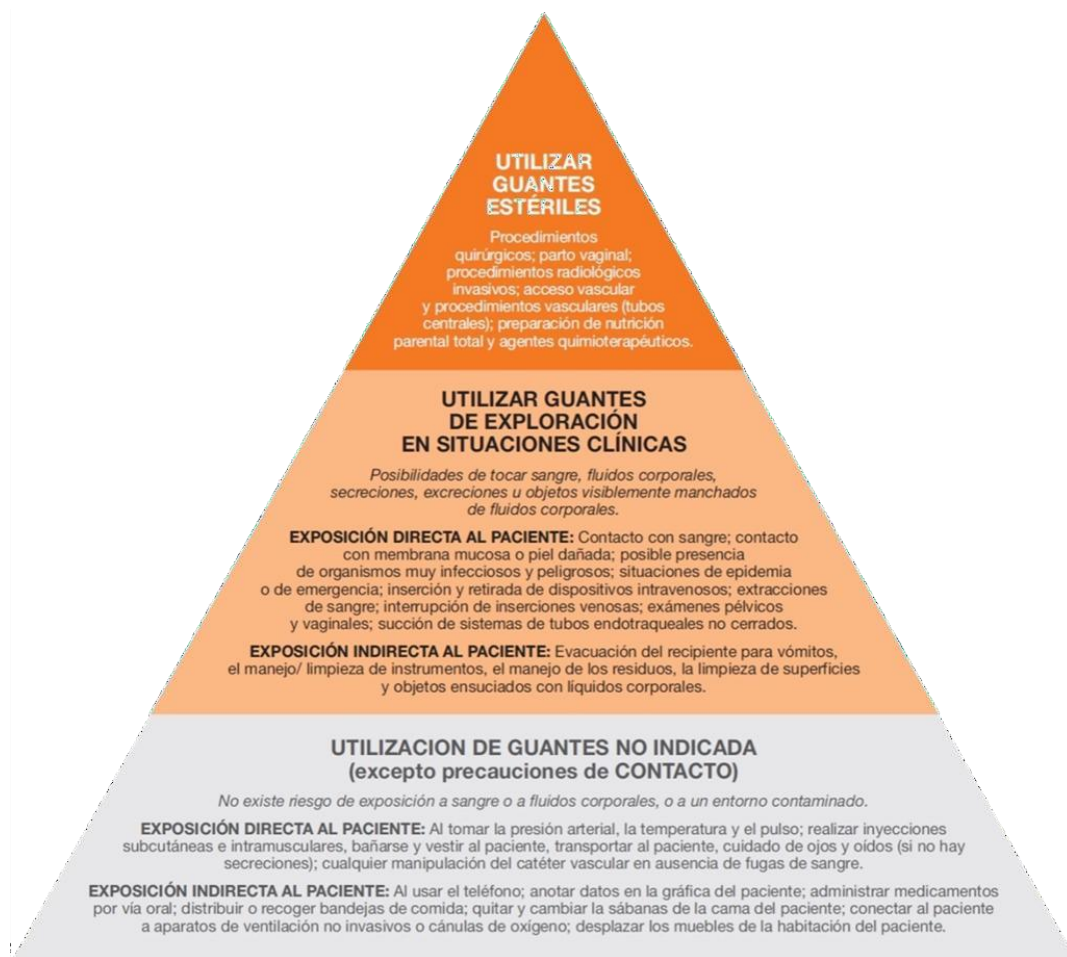 UTILIZAR
GUANTES
ESTÉRILES
Procedimientos
quirúrgicos; parto vaginal;
procedimientos radiológicos
invasivos; acceso vascular
y procedimientos vasculares (tubos
centrales); preparación de nutrición
parental total y agentes quimioterapéuticos.
UTILIZAR GUANTES
DE EXPLORACIÓN
EN SITUACIONES CLÍNICAS
Posibilidades de tocar sangre, fluidos corporales,
secreciones, excreciones u objetos visiblemente manchados
de fluidos corporales.
EXPOSICIÓN DIRECTA AL PACIENTE: Contacto con sangre; contacto
con membrana mucosa o piel dañada; posible presencia
de organismos muy infecciosos y peligrosos; situaciones de epidemia
o de emergencia; inserción y retirada de dispositivos intravenosos; extracciones
de sangre; interrupción de inserciones venosas; exámenes pélvicos
y vaginales; succión de sistemas de tubos endotraqueales no cerrados.
EXPOSICIÓN INDIRECTA AL PACIENTE: Evacuación del recipiente para vómitos,
el manejo/ limpieza de instrumentos, el manejo de los residuos, la limpieza de superficies
y objetos ensuciados con líquidos corporales.
UTILIZACION DE GUANTES NO INDICADA
(excepto precauciones de CONTACTO)
No existe riesgo de exposición a sangre o a fluidos corporales, o a un entorno contaminado.
EXPOSICIÓN DIRECTA AL PACIENTE: Al tomar la presión arterial, la temperatura y el pulso; realizar inyecciones
subcutáneas e intramusculares, bañarse y vestir al paciente, transportar al paciente, cuidado de ojos y oídos (si no hay
secreciones); cualquier manipulación del catéter vascular en ausencia de fugas de sangre.
EXPOSICIÓN INDIRECTA AL PACIENTE: Al usar el teléfono; anotar datos en la gráfica del paciente; administrar medicamentos
por vía oral; distribuir o recoger bandejas de comida; quitar y cambiar la sábanas de la cama del paciente; conectar al paciente
a aparatos de ventilación no invasivos o cánulas de oxígeno; desplazar los muebles de la habitación del paciente.